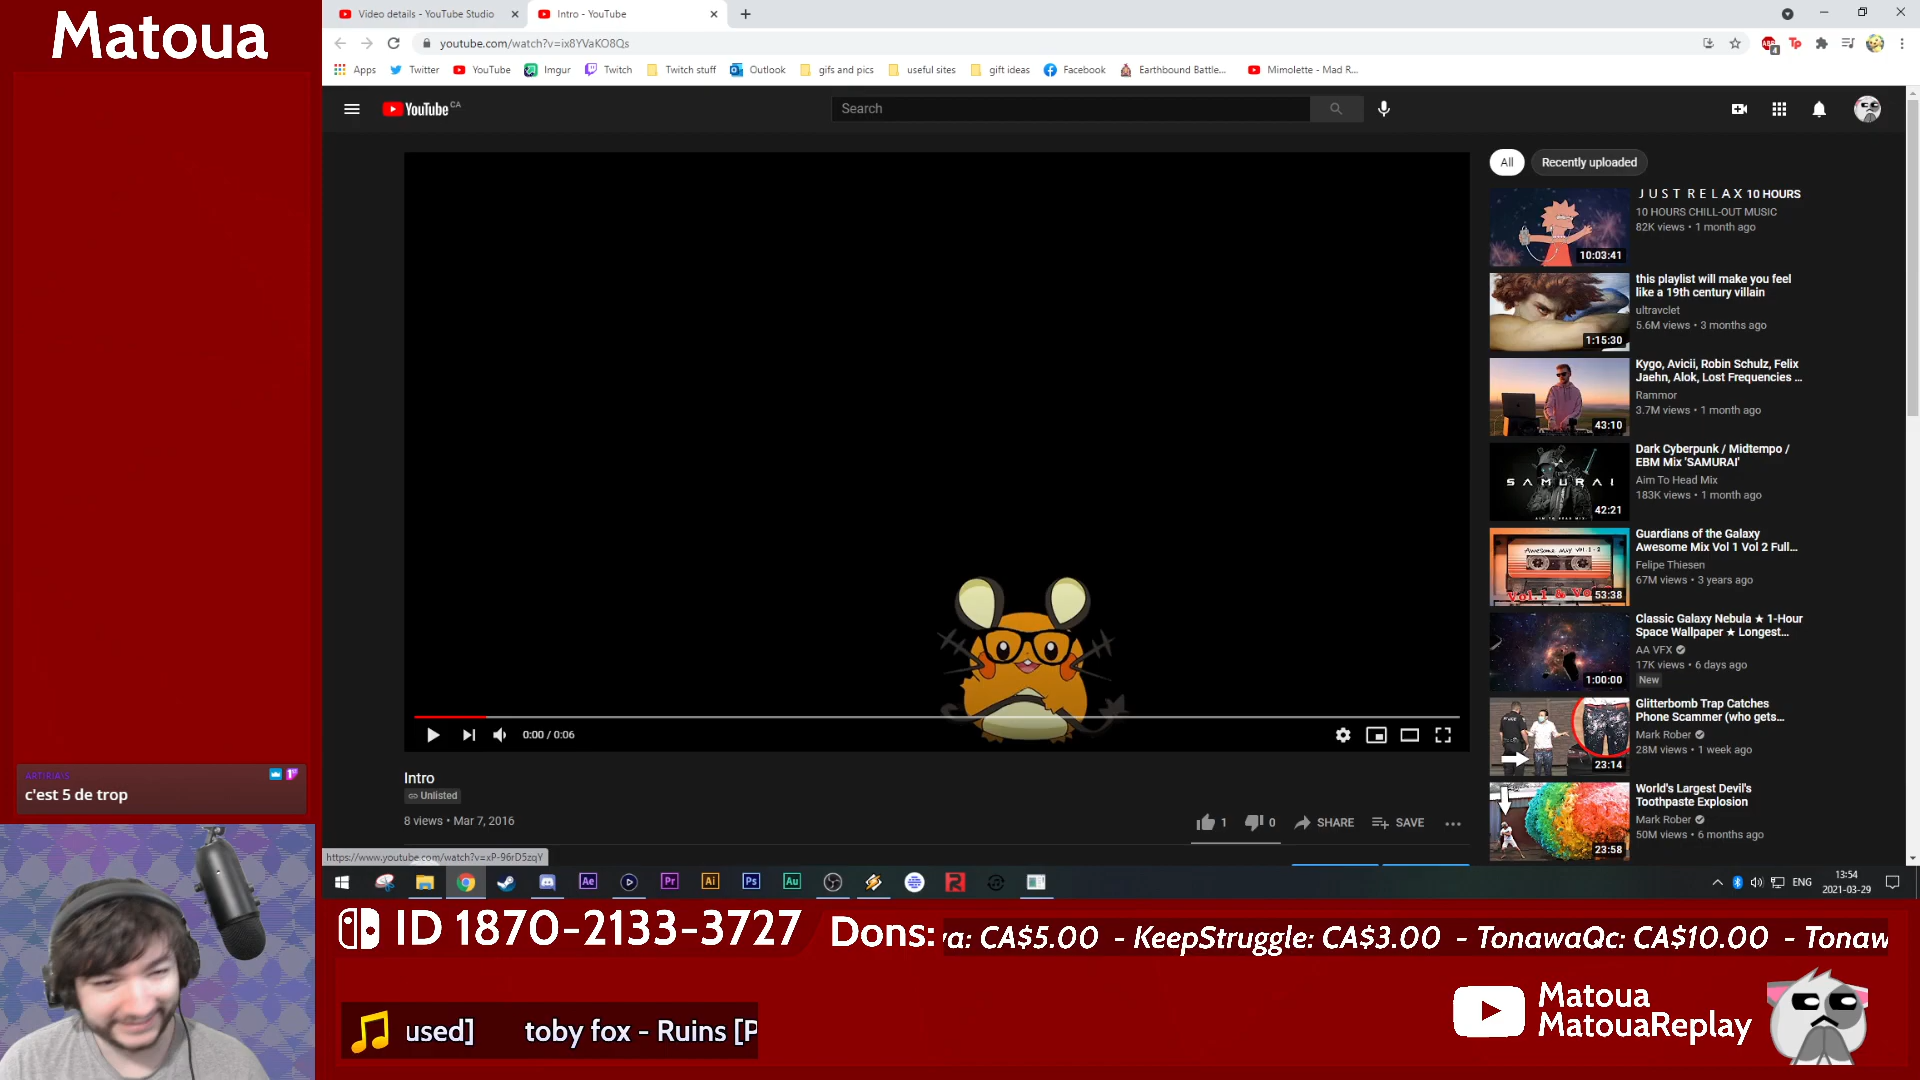 Matoua
Video details - YouTube Studio
Intro - YouTube
youtube.com/watch?v=ix8YVaKO8Qs
Apps
Twitter
YouTube
Imgur
Twitch
Twitch stuff
Outlook
gifs and pics
useful sites
gift ideas
Facebook
Earthbound Battle...
Mimolette - Mad R...
YouTube CA
Search
All
Recently uploaded
J U S T R E L A X 10 HOURS
10 HOURS CHILL-OUT MUSIC
82K views • 1 month ago
10:03:41
this playlist will make you feel
like a 19th century villain
ultravclet
5.6M views • 3 months ago
1:15:30
Kygo, Avicii, Robin Schulz, Felix
Jaehn, Alok, Lost Frequencies ...
Rammor
3.7M views • 1 month ago
43:10
Dark Cyberpunk / Midtempo /
EBM Mix 'SAMURAI'
Aim To Head Mix
183K views • 1 month ago
SAMURAI
42:21
Guardians of the Galaxy
Awesome Mix Vol 1 Vol 2 Full...
Felipe Thiesen
67M views • 3 years ago
53:38
Classic Galaxy Nebula ★ 1-Hour
Space Wallpaper ★ Longest...
AA VFX
17K views • 6 days ago
New
1:00:00
Glitterbomb Trap Catches
Phone Scammer (who gets...
Mark Rober
28M views • 1 week ago
23:14
World's Largest Devil's
Toothpaste Explosion
Mark Rober
50M views • 6 months ago
23:58
0:00 / 0:06
Intro
Unlisted
8 views • Mar 7, 2016
1
0
SHARE
SAVE
https://www.youtube.com/watch?v=xP-96rD5zqY
ARTIRIAS
c'est 5 de trop
Ae
Pr
Ai
Ps
Au
ENG
13:54
2021-03-29
ID 1870-2133-3727
Dons:
a: CA$5.00 - KeepStruggle: CA$3.00 - TonawaQc: CA$10.00 - Tonaw
used] toby fox - Ruins [P
Matoua
MatouaReplay